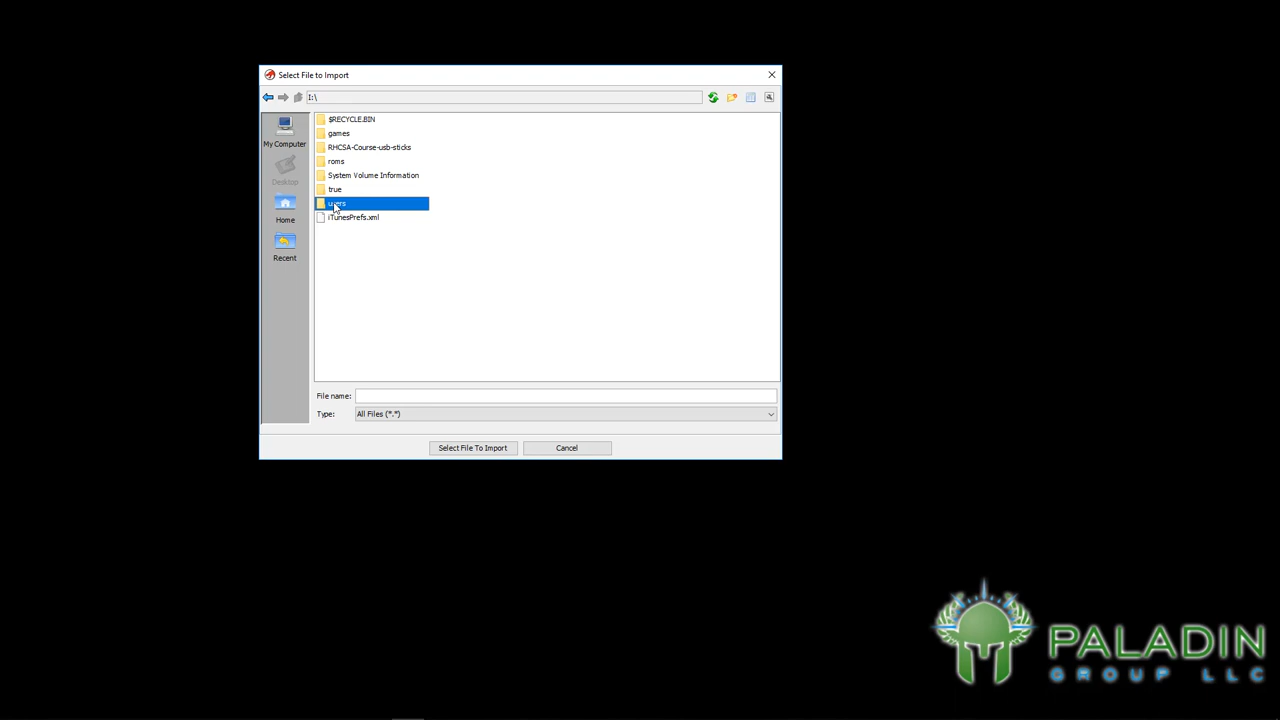 Select File to Import
I:\
$RECYCLE.BIN
My Computer
games
RHCSA-Course-usb-sticks
roms
Desktop
System Volume Information
true
users
Home
iTunesPrefs.xml
Recent
File name:
Type: All Files (*.*)
Select File To Import Cancel
PALADIN
GROUP LLC